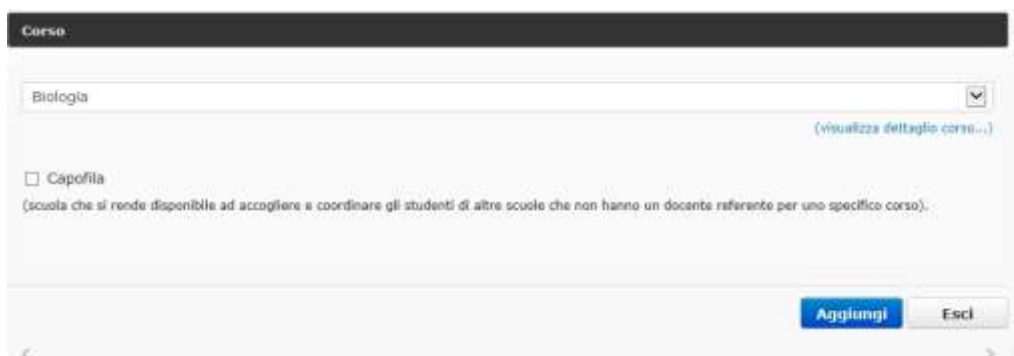 Corso
Biologia
(visualizza dettaglio corso...)
Capofila
(scuola che si rende disponibile ad accogliere e coordinare gli studenti di altre scuole che non hanno un docente referente per uno specifico corso).
Aggiungi Esci